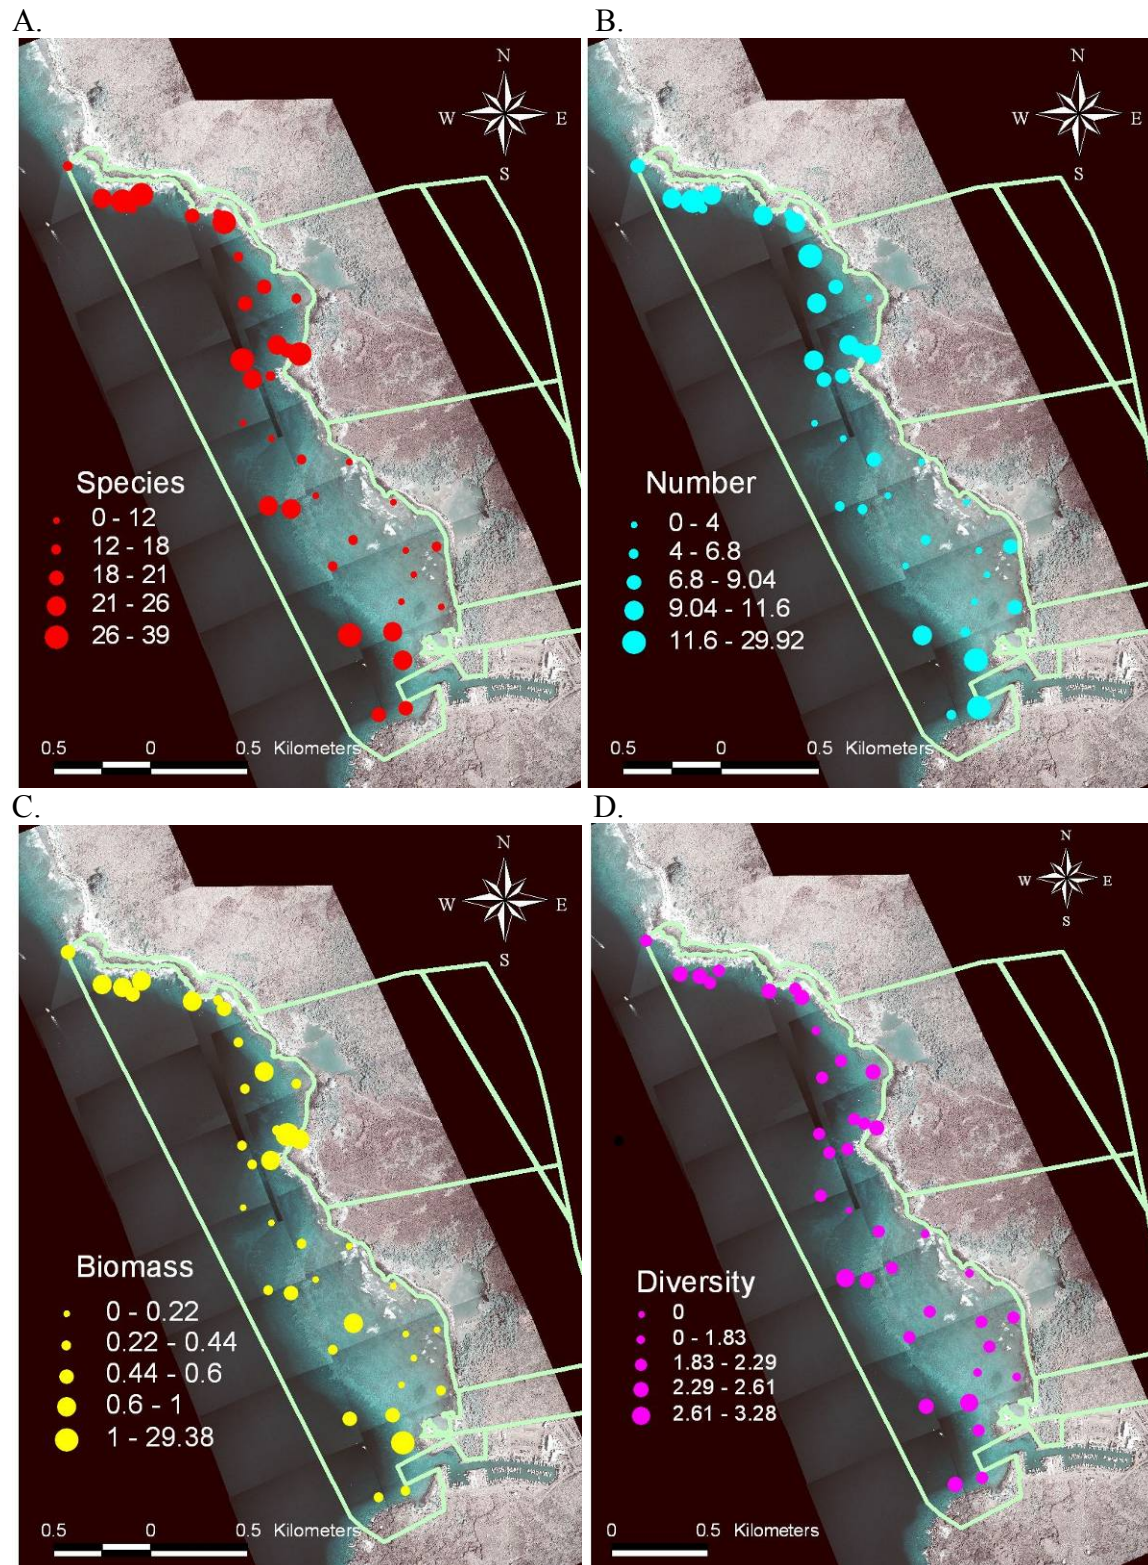 A.
N
W E
S
Species
0 - 12
12 - 18
18 - 21
21 - 26
26 - 39
0.5 0 0.5 Kilometers
B.
N
W E
S
Number
0 - 4
4 - 6.8
6.8 - 9.04
9.04 - 11.6
11.6 - 29.92
0.5 0 0.5 Kilometers
C.
N
W E
S
Biomass
0 - 0.22
0.22 - 0.44
0.44 - 0.6
0.6 - 1
1 - 29.38
0.5 0 0.5 Kilometers
D.
N
W E
S
Diversity
0
0 - 1.83
1.83 - 2.29
2.29 - 2.61
2.61 - 3.28
0 0.5 Kilometers